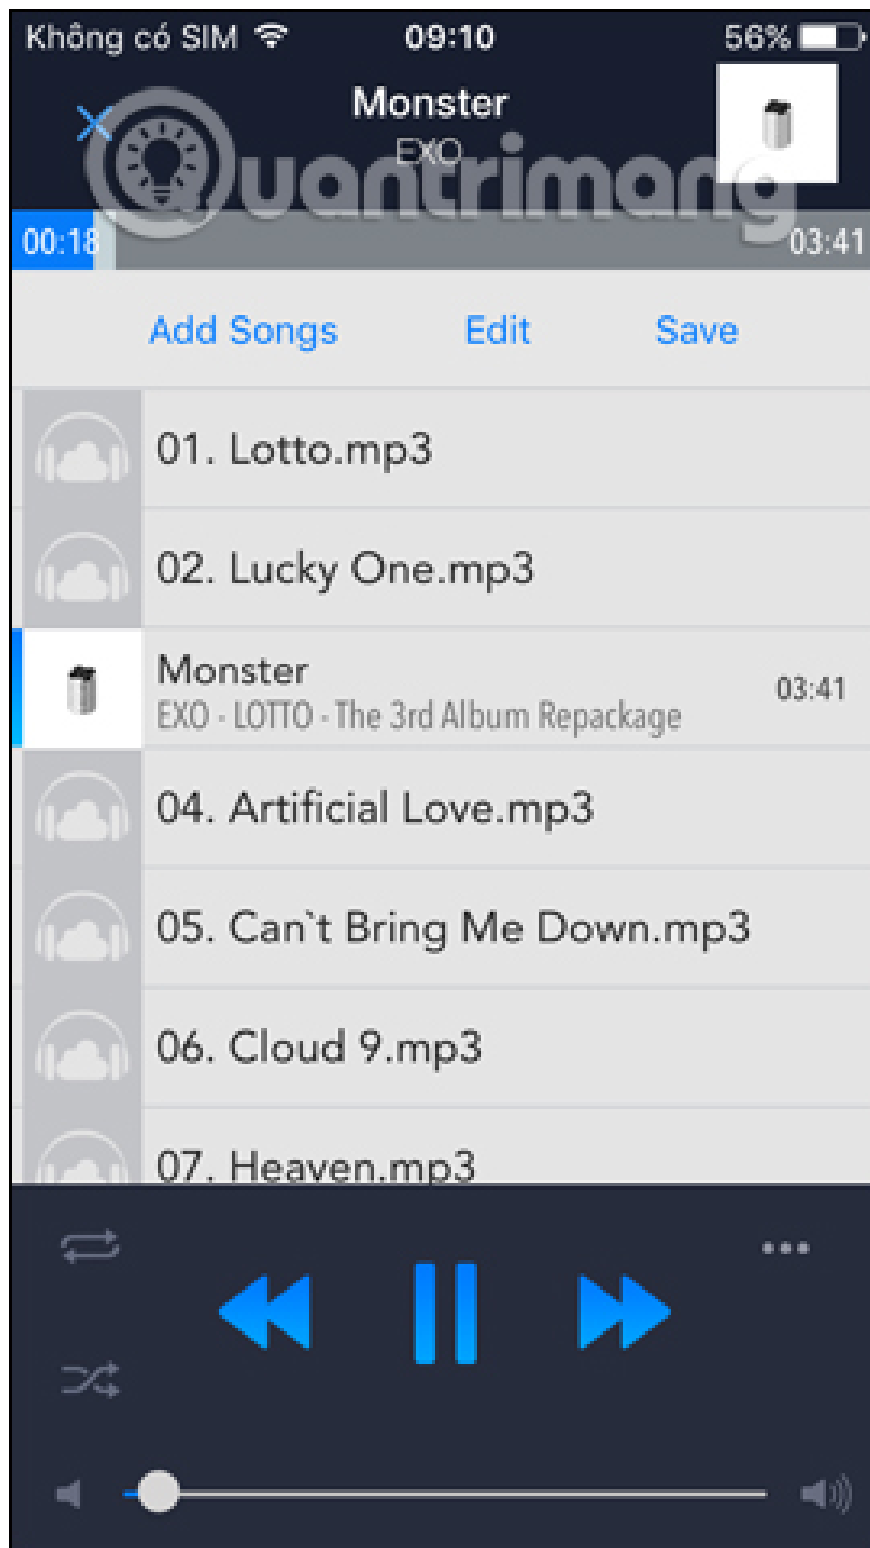 Không có SIM 09:10 56%
Monster
EXO
Quantrimang
00:18 03:41
Add Songs Edit Save
01. Lotto.mp3
02. Lucky One.mp3
Monster
EXO - LOTTO - The 3rd Album Repackage
03:41
04. Artificial Love.mp3
05. Can`t Bring Me Down.mp3
06. Cloud 9.mp3
07. Heaven.mp3